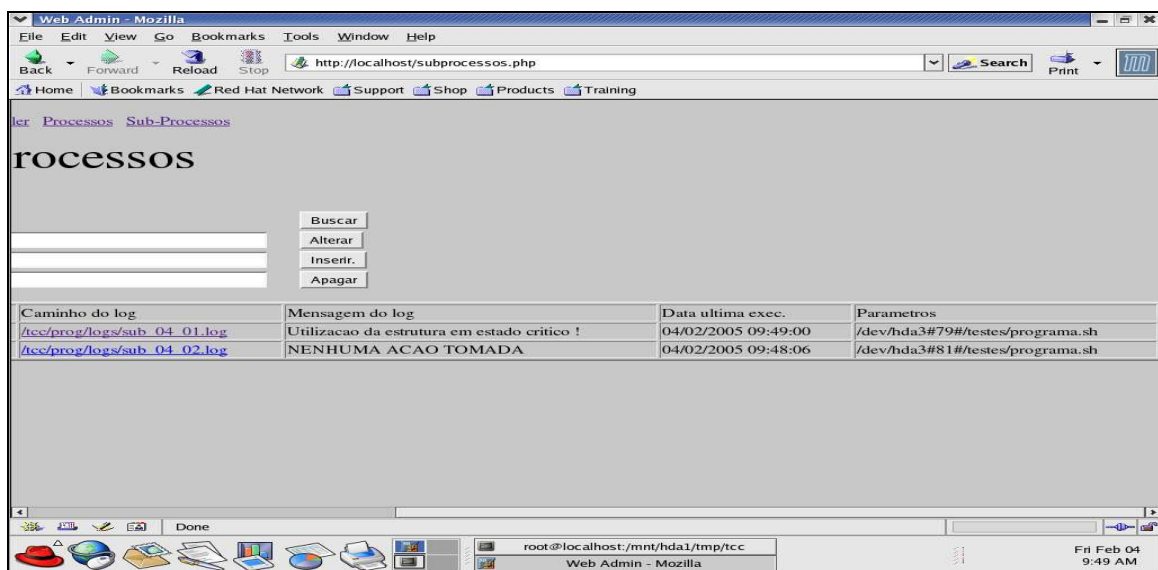 Web Admin - Mozilla
File Edit View Go Bookmarks Tools Window Help
Back Forward Reload Stop http://localhost/subprocessos.php Search Print
Home Bookmarks Red Hat Network Support Shop Products Training
ler Processos Sub-Processos
rocessos
Buscar
Alterar
Inserir.
Apagar
Caminho do log Mensagem do log Data ultima exec. Parametros
/tcc/prog/logs/sub_04_01.log Utilizacao da estrutura em estado critico ! 04/02/2005 09:49:00 /dev/hda3#79#/testes/programa.sh
/tcc/prog/logs/sub_04_02.log NENHUMA ACAO TOMADA 04/02/2005 09:48:06 /dev/hda3#81#/testes/programa.sh
Done
root@localhost:/mnt/hda1/tmp/tcc
Web Admin - Mozilla
Fri Feb 04
9:49 AM